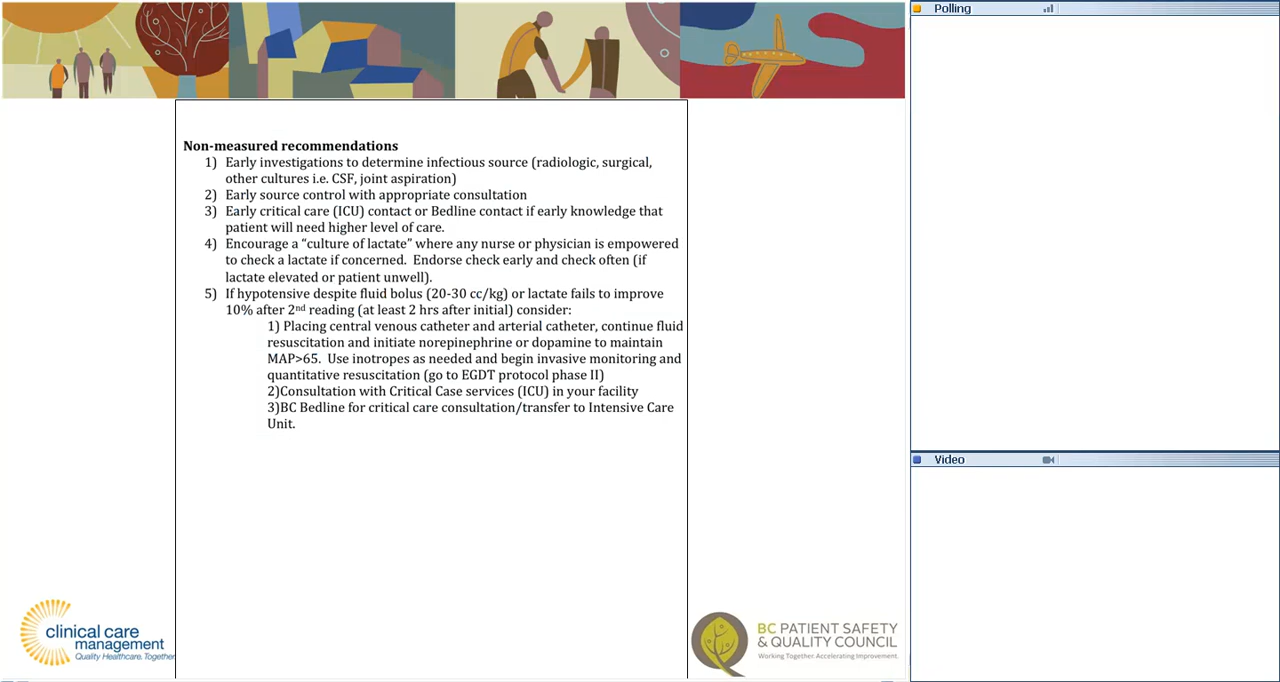 Polling
Non-measured recommendations
1) Early investigations to determine infectious source (radiologic, surgical,
other cultures i.e. CSF, joint aspiration)
2) Early source control with appropriate consultation
3) Early critical care (ICU) contact or Bedline contact if early knowledge that
patient will need higher level of care.
4) Encourage a “culture of lactate” where any nurse or physician is empowered
to check a lactate if concerned. Endorse check early and check often (if
lactate elevated or patient unwell).
5) If hypotensive despite fluid bolus (20-30 cc/kg) or lactate fails to improve
10% after 2nd reading (at least 2 hrs after initial) consider:
1) Placing central venous catheter and arterial catheter, continue fluid
resuscitation and initiate norepinephrine or dopamine to maintain
MAP>65. Use inotropes as needed and begin invasive monitoring and
quantitative resuscitation (go to EGDT protocol phase II)
2)Consultation with Critical Case services (ICU) in your facility
3)BC Bedline for critical care consultation/transfer to Intensive Care
Unit.
Video
clinical care
management
Quality Healthcare. Together
BC PATIENT SAFETY
& QUALITY COUNCIL
Working Together. Accelerating Improvement.